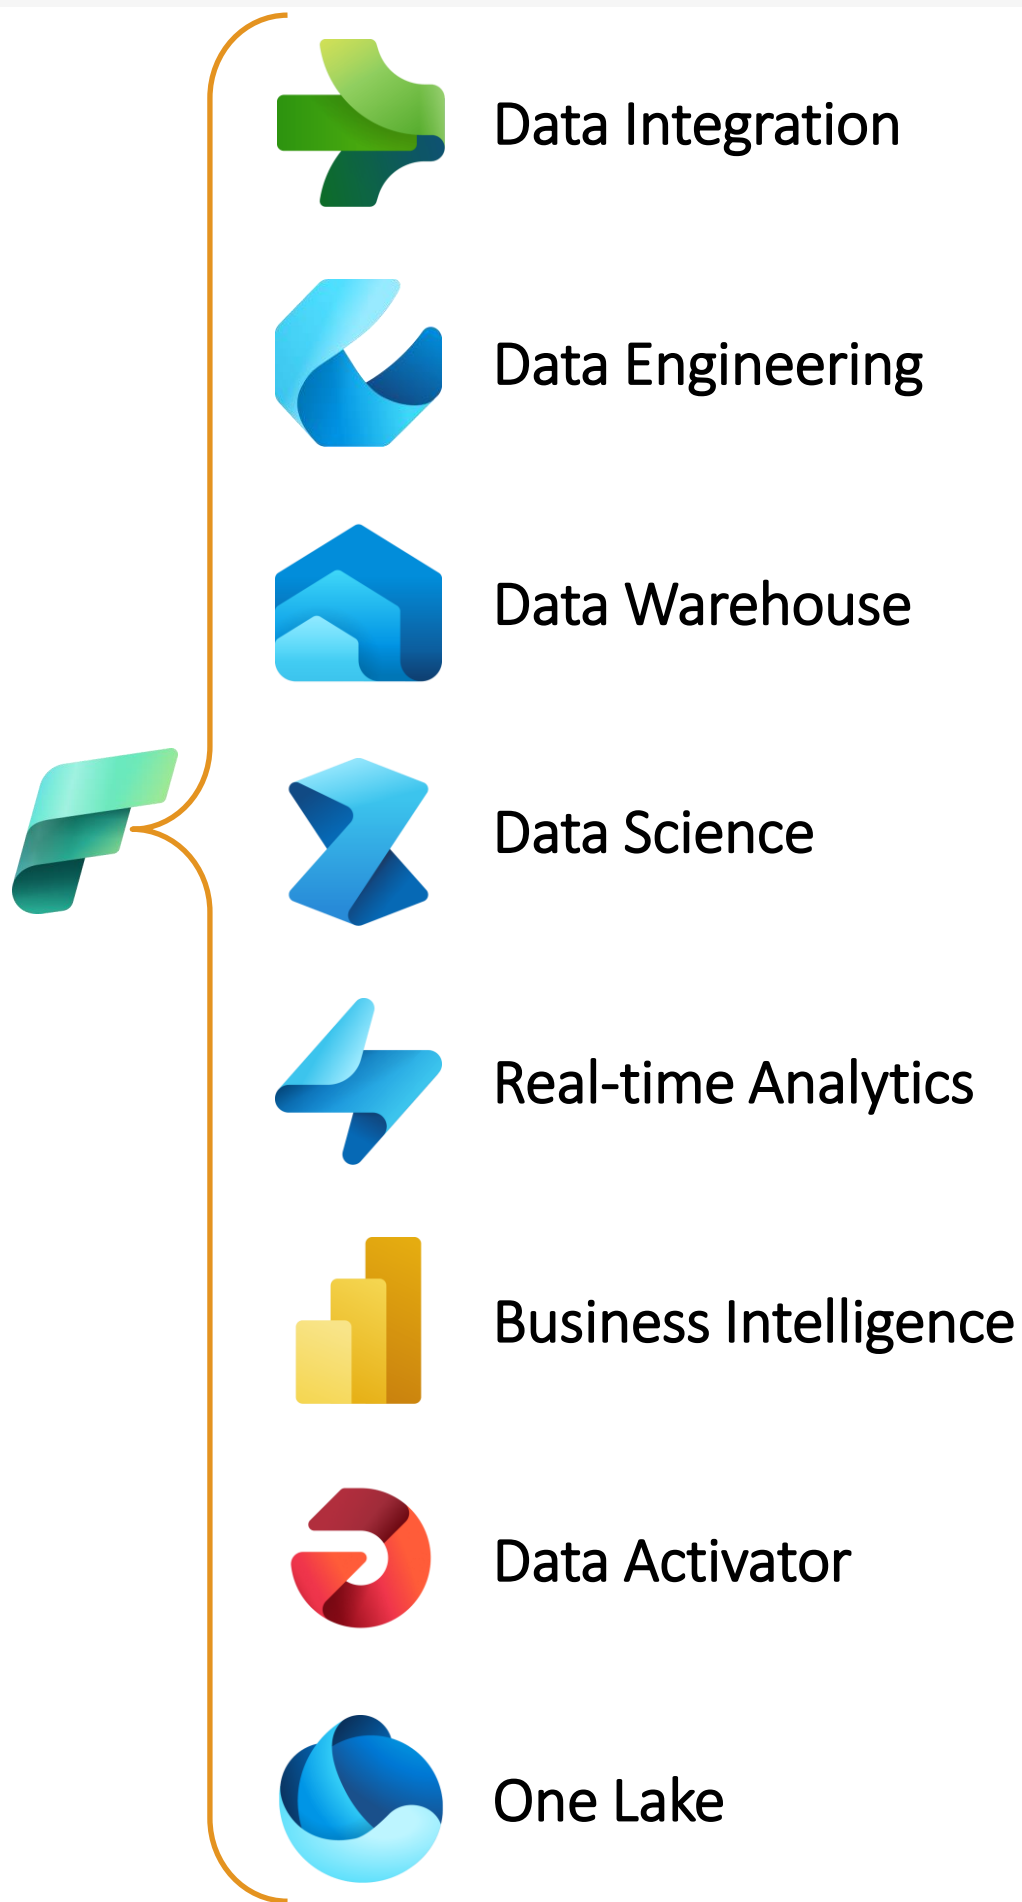 Data Integration
Data Engineering
Data Warehouse
Data Science
Real-time Analytics
Business Intelligence
Data Activator
One Lake